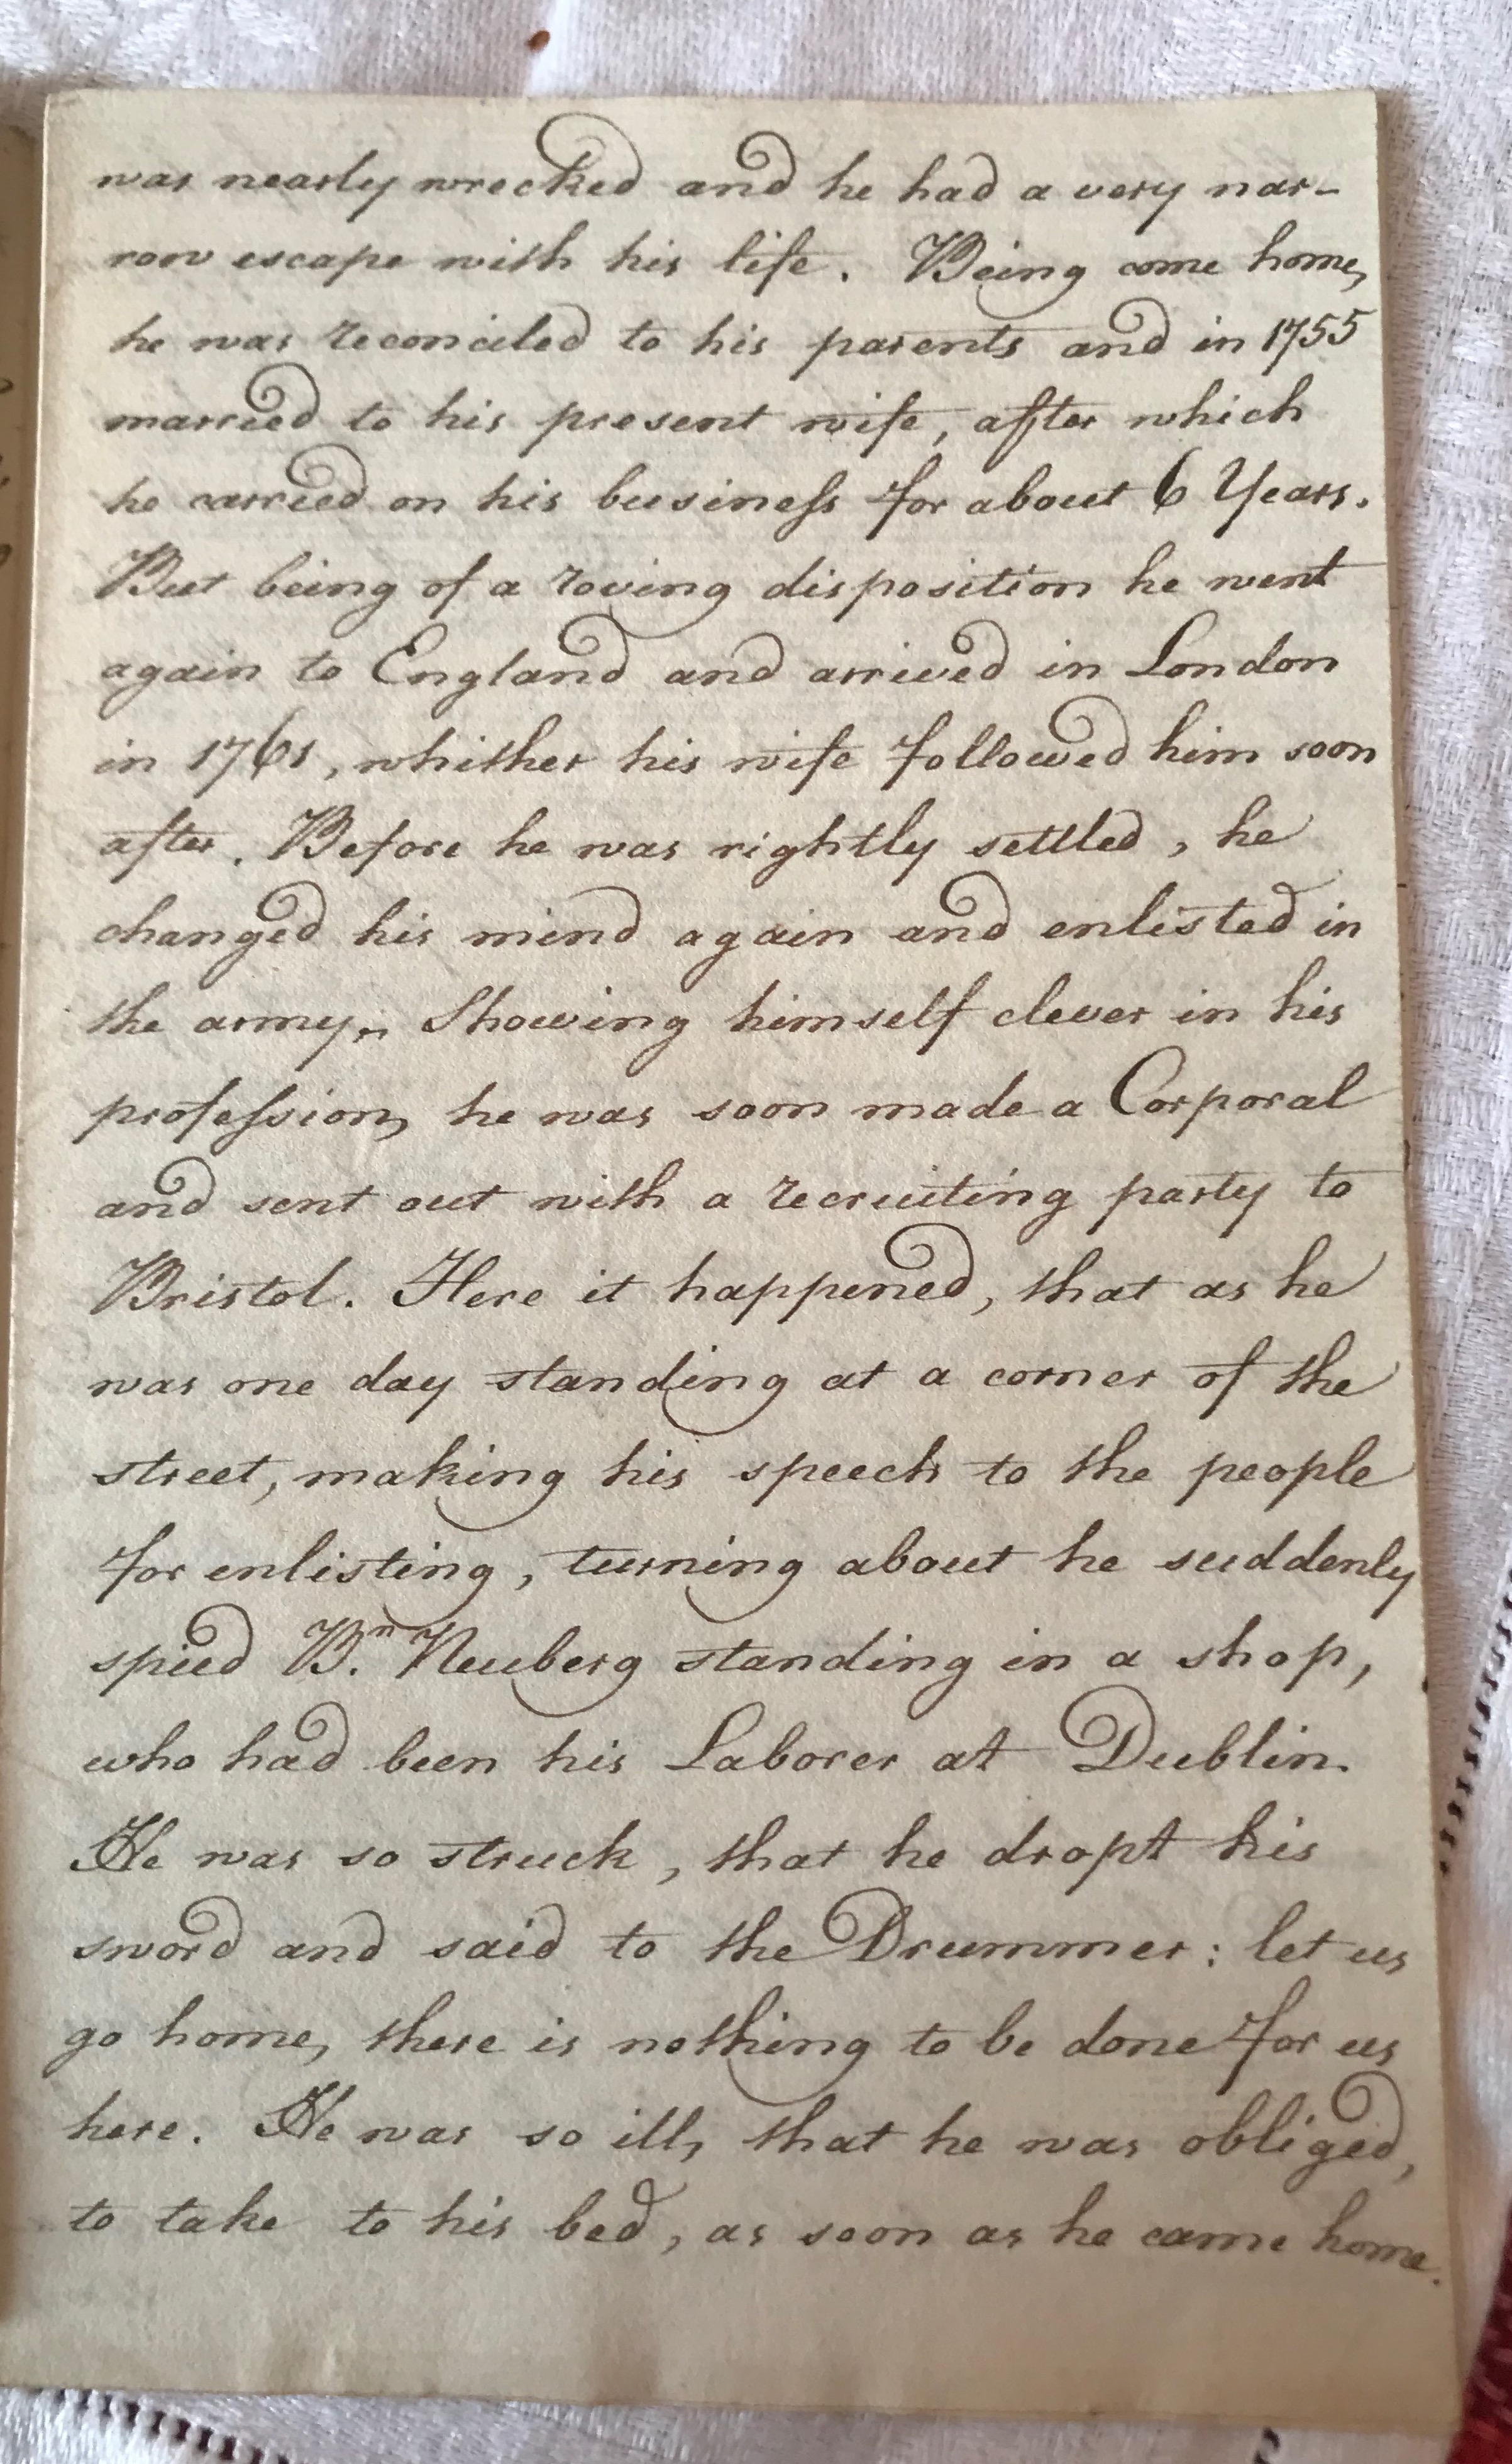 was nearly wrecked and he had a very nar-
row escape with his life. Being come home,
he was reconciled to his parents and in 1755
married to his present wife, after which
he carried on his busineſs for about 6 Years.
But being of a roving disposition he went
again to England and arrived in London
in 1761, whither his wife followed him soon
after. Before he was rightly settled, he
changed his mind again and enlisted in
the army. Showing himself clever in his
profeſsion, he was soon made a Corporal
and sent out with a recruiting party to
Bristol. Here it happened, that as he
was one day standing at a corner of the
street, making his speech to the people
for enlisting, turning about he suddenly
spied Bⁿ. Neuberg standing in a shop,
who had been his Laborer at Dublin.
He was so struck, that he dropt his
sword and said to the Drummer: let us
go home, there is nothing to be done for us
here. He was so ill, that he was obliged,
to take to his bed, as soon as he came home.